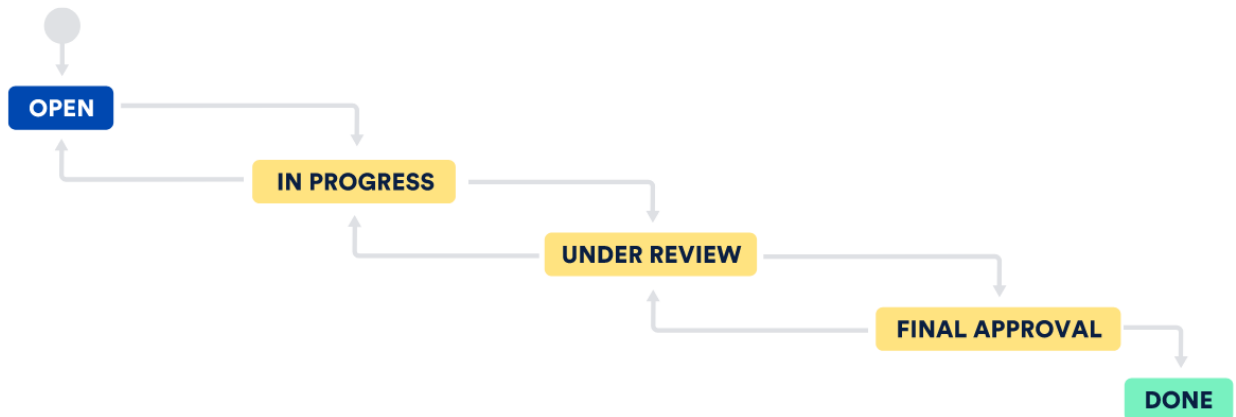 OPEN
IN PROGRESS
UNDER REVIEW
FINAL APPROVAL
DONE